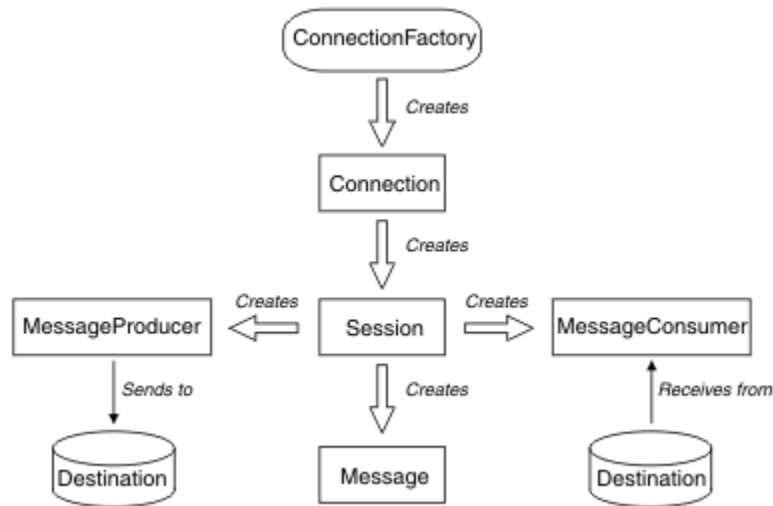 ConnectionFactory
Creates
Connection
Creates
Creates
Creates
MessageProducer
Session
MessageConsumer
Sends to
Creates
Receives from
Destination
Message
Destination